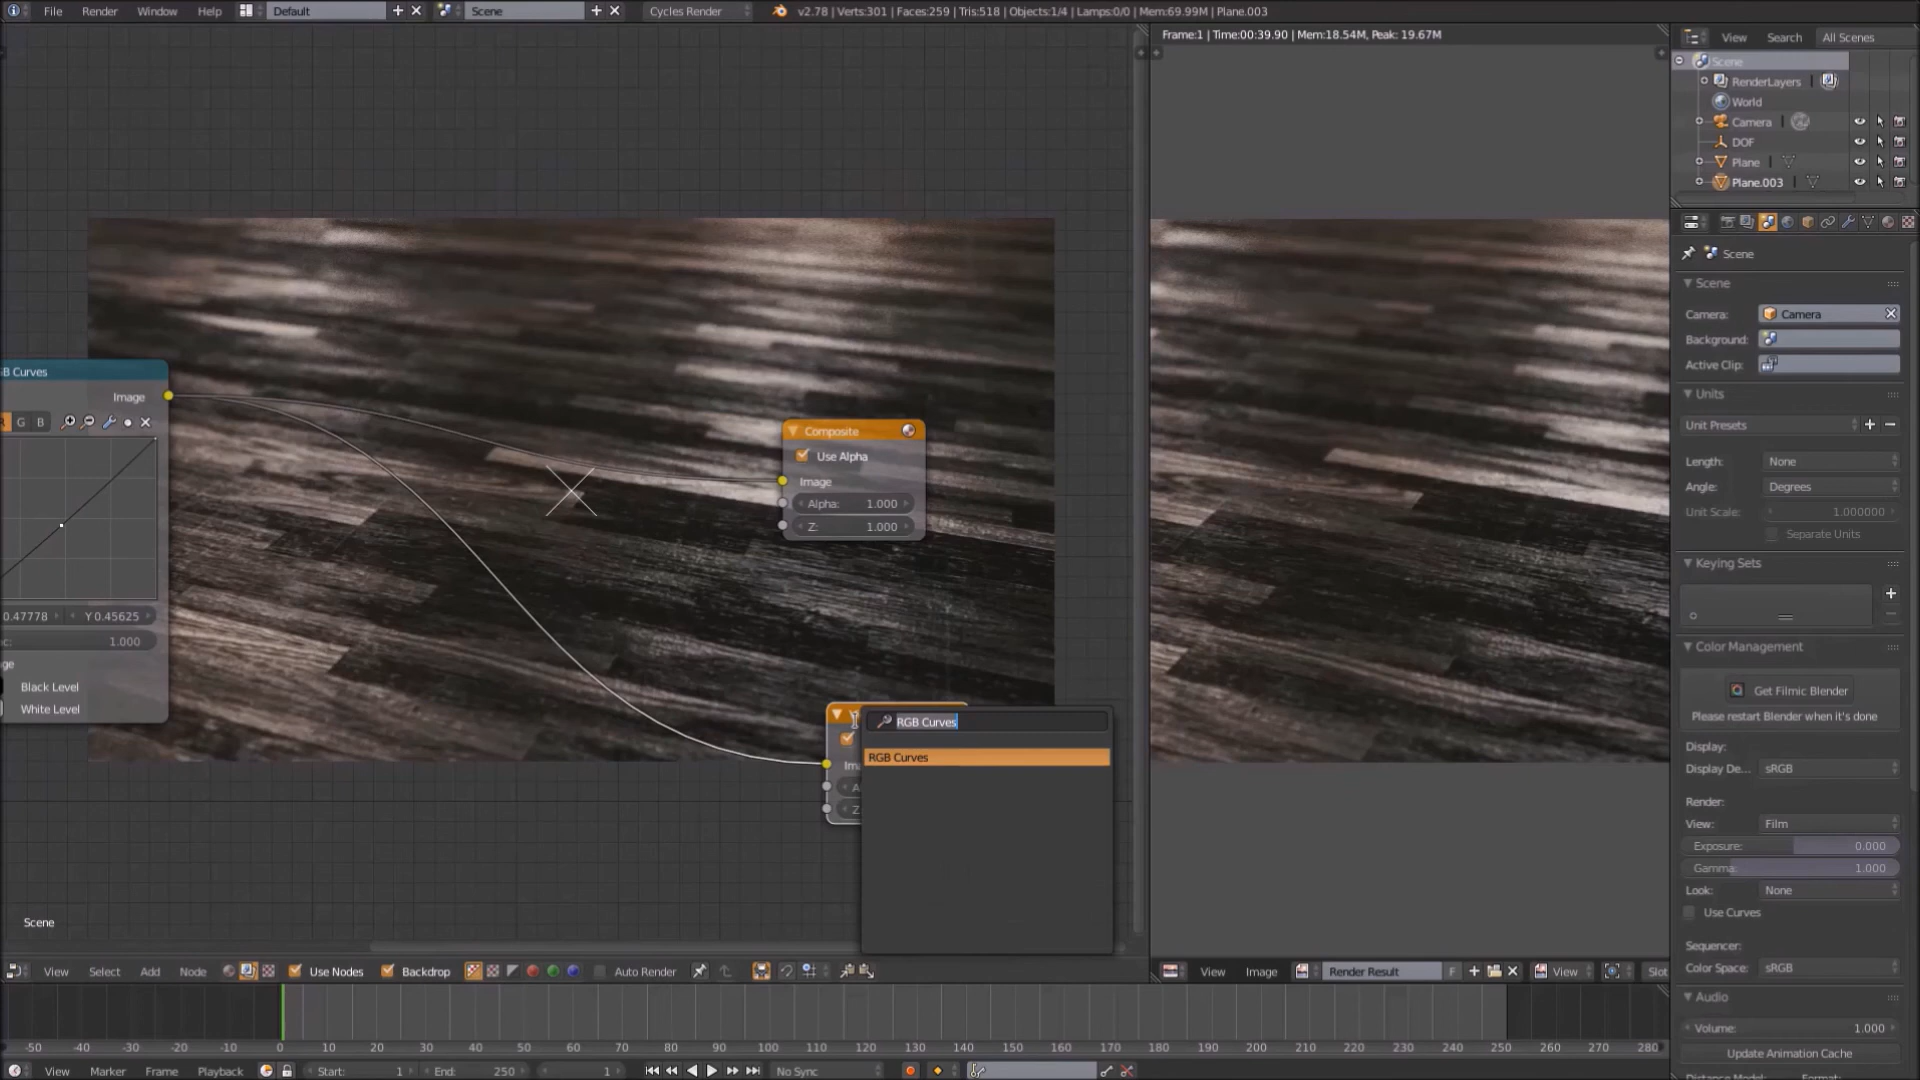 File Render Window Help Default Scene Cycles Render v2.78 | Verts:301 | Faces:259 | Tris:518 | Objects:1/4 | Lamps:0/0 | Mem:69.99M | Plane.003
Frame:1 | Time:00:39.90 | Mem:18.54M, Peak: 19.67M
View Search All Scenes
Scene
RenderLayers
World
Camera
DOF
Plane
Plane.003
Scene
Scene
Camera: Camera
Background:
Active Clip:
Units
Unit Presets
Length: None
Angle: Degrees
Unit Scale: 1.000000
Separate Units
Keying Sets
Color Management
Get Filmic Blender
Please restart Blender when it's done
Display:
Display De... sRGB
Render:
View: Film
Exposure: 0.000
Gamma: 1.000
Look: None
Use Curves
Sequencer:
Color Space: sRGB
Audio
Volume: 1.000
Update Animation Cache
B Curves
Image
G B
0.47778 Y 0.45625
c: 1.000
ge
Black Level
White Level
Composite
Use Alpha
Image
Alpha: 1.000
Z: 1.000
RGB Curves
RGB Curves
Ima
A
Z
Scene
View Select Add Node Use Nodes Backdrop Auto Render
View Image Render Result F View Slot
-50 -40 -30 -20 -10 0 10 20 30 40 50 60 70 80 90 100 110 120 130 140 150 160 170 180 190 200 210 220 230 240 250 260 270 280
View Marker Frame Playback Start: 1 End: 250 1 No Sync